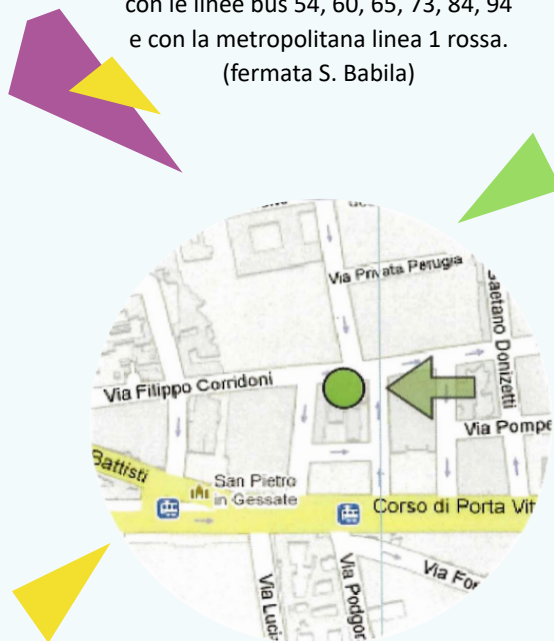 con le linee bus 54, 60, 65, 73, 84, 94
e con la metropolitana linea 1 rossa.
(fermata S. Babila)
Via Privata Perugia
Gaetano Donizetti
Via Filippo Corridoni
Via Pompe
Battisti
San Pietro
in Gessate
Corso di Porta Vit
Via Lucia
Via Podgor
Via For